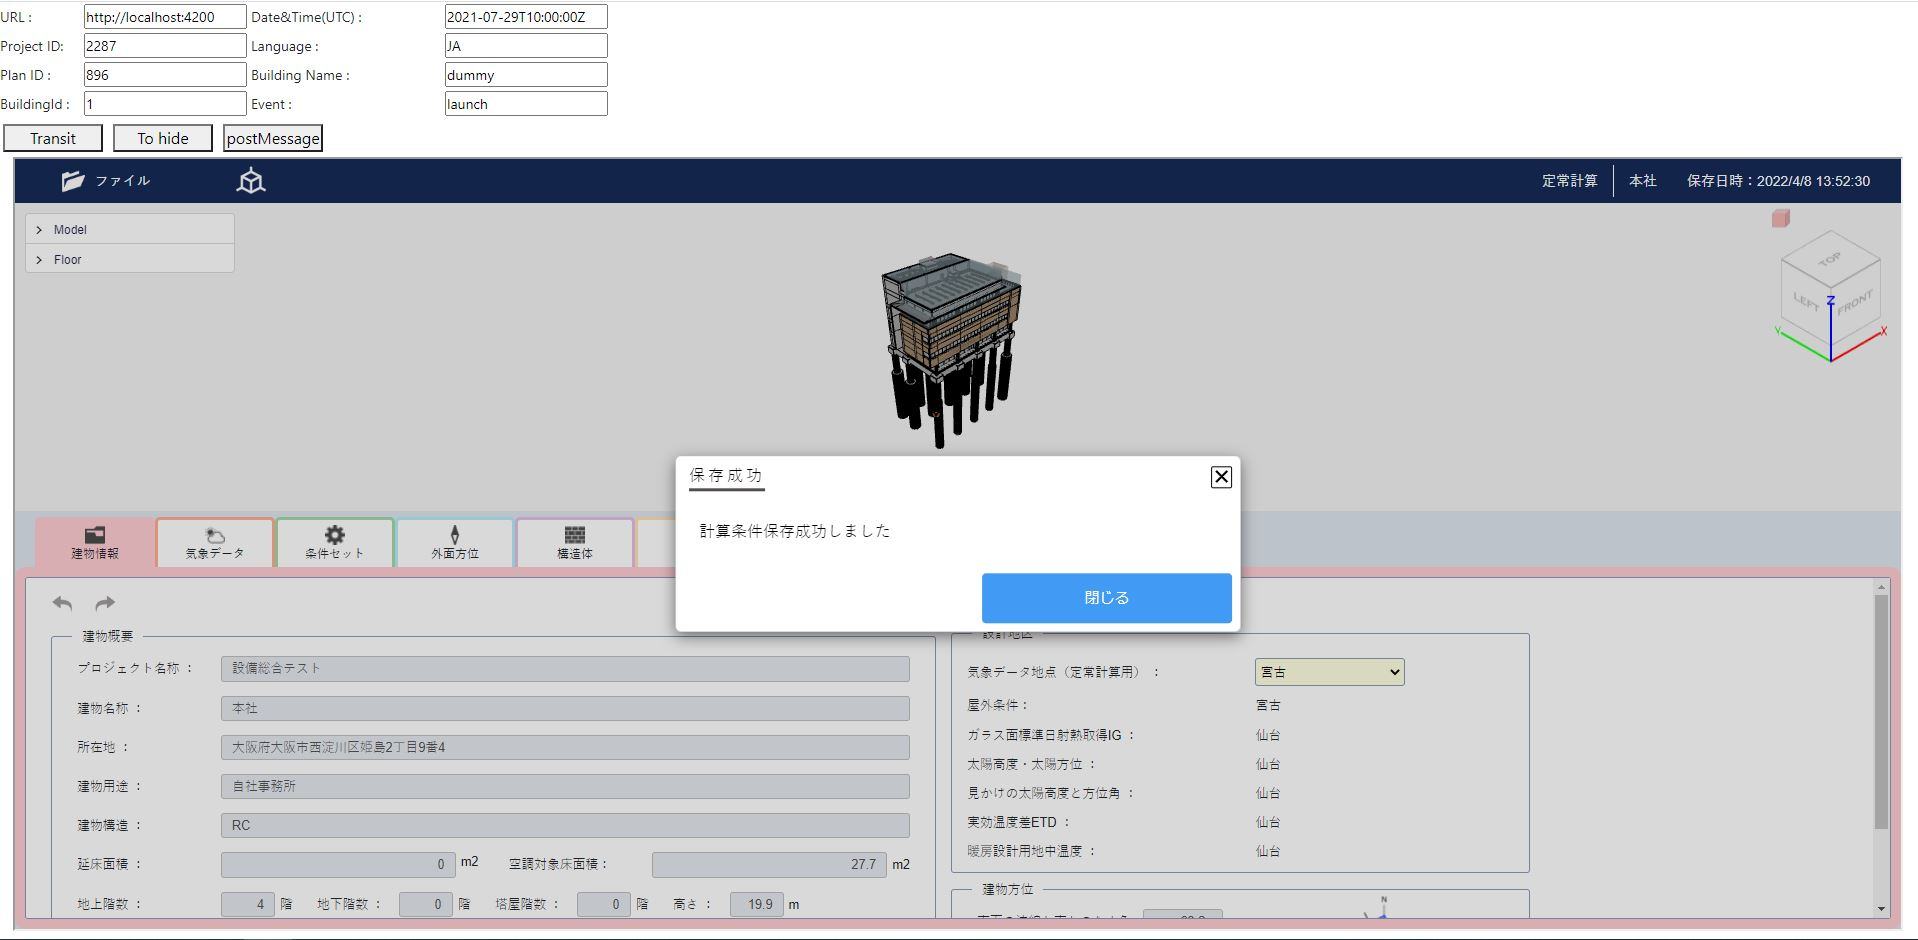 URL : http://localhost:4200 Date&Time(UTC) : 2021-07-29T10:00:00Z
Project ID: 2287 Language : JA
Plan ID : 896 Building Name : dummy
BuildingId : 1 Event : launch
Transit To hide postMessage
ファイル 定常計算 本社 保存日時：2022/4/8 13:52:30
Model
Floor
TOP
LEFT FRONT
Z
Y X
保存成功
計算条件保存成功しました
閉じる
建物情報 気象データ 条件セット 外面方位 構造体
建物概要
プロジェクト名称 ： 設備総合テスト
建物名称 ： 本社
所在地 ： 大阪府大阪市西淀川区姫島2丁目9番4
建物用途 ： 自社事務所
建物構造 ： RC
延床面積 ： 0 m2 空調対象床面積： 27.7 m2
地上階数 ： 4 階 地下階数 ： 0 階 塔屋階数 ： 0 階 高さ ： 19.9 m
設計地区
気象データ地点（定常計算用） ： 宮古
屋外条件： 宮古
ガラス面標準日射熱取得IG ： 仙台
太陽高度・太陽方位 ： 仙台
見かけの太陽高度と方位角 ： 仙台
実効温度差ETD ： 仙台
暖房設計用地中温度 ： 仙台
建物方位
N